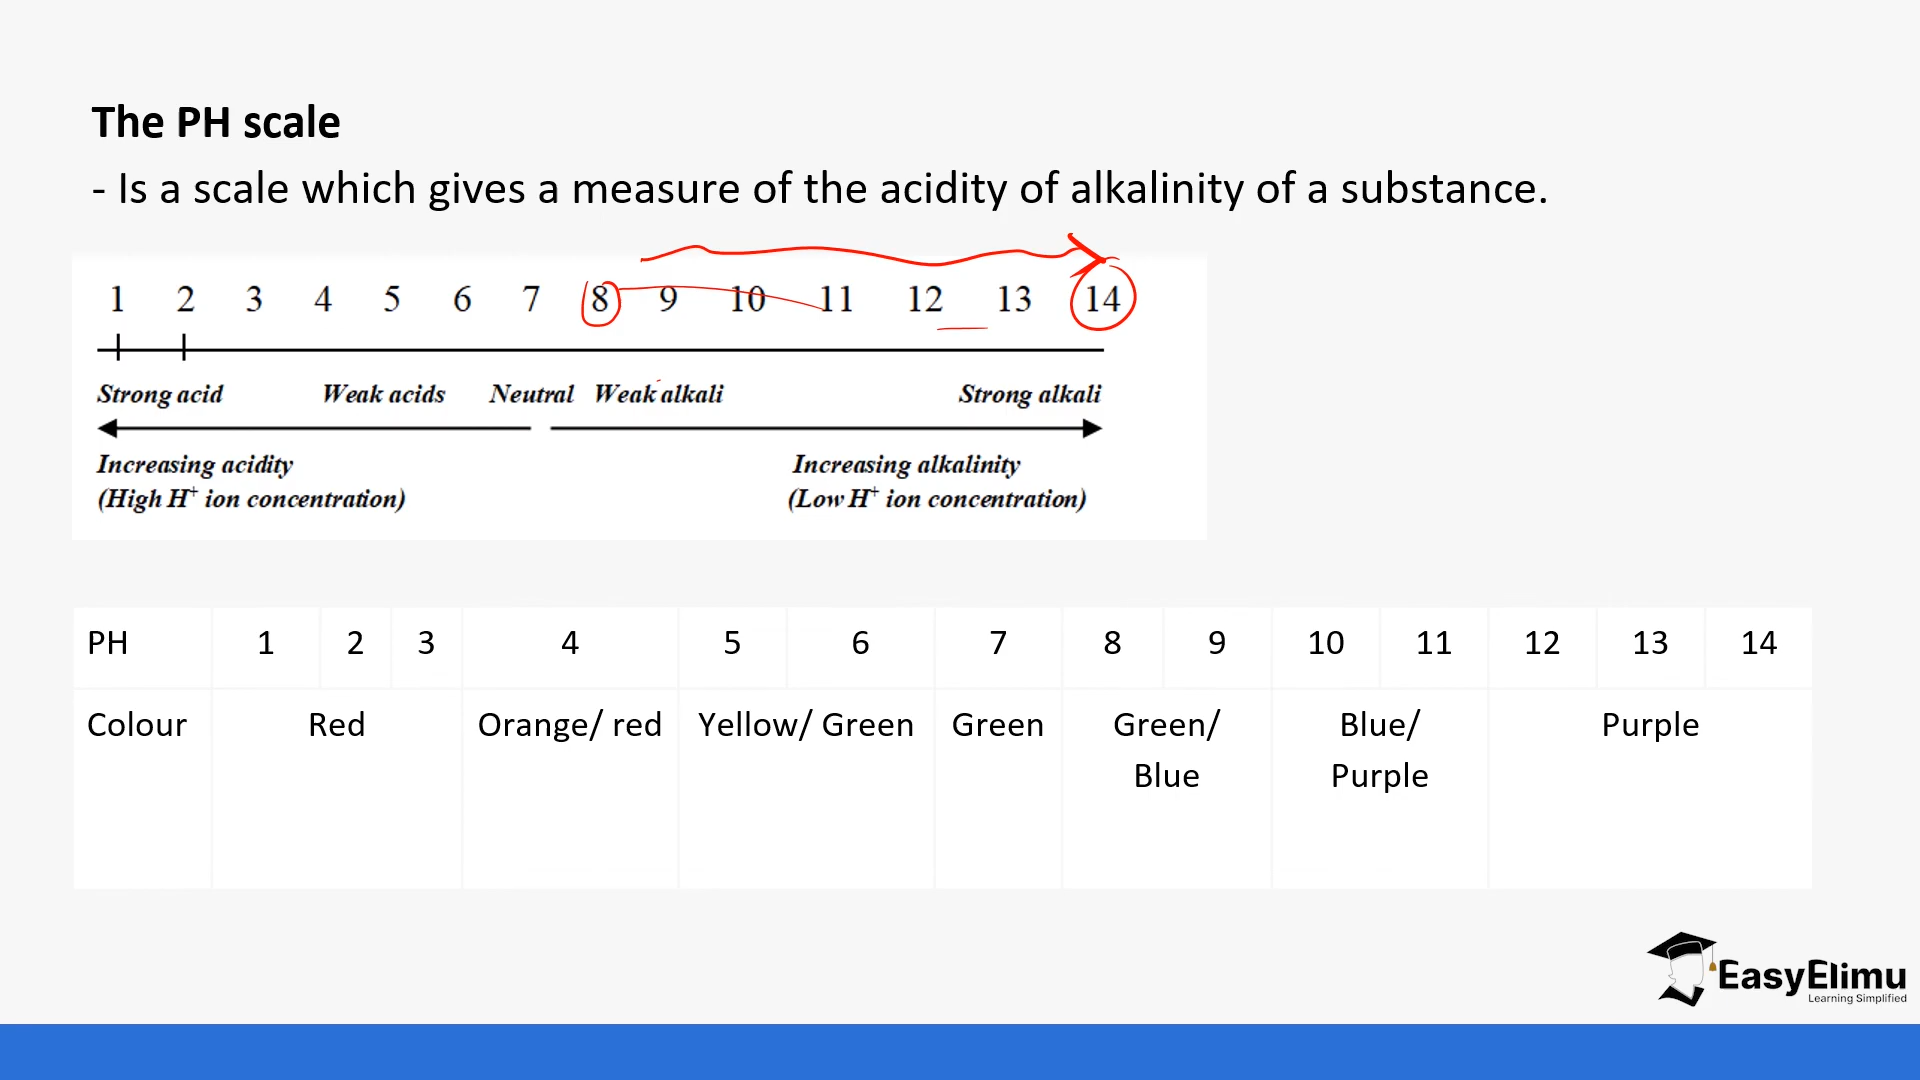 The PH scale
- Is a scale which gives a measure of the acidity of alkalinity of a substance.
1 2 3 4 5 6 7 8 9 10 11 12 13 14
Strong acid Weak acids Neutral Weak alkali Strong alkali
Increasing acidity Increasing alkalinity
(High H⁺ ion concentration) (Low H⁺ ion concentration)
PH 1 2 3 4 5 6 7 8 9 10 11 12 13 14
Colour Red Orange/ red Yellow/ Green Green Green/ Blue/ Purple
Blue Purple
EasyElimu
Learning Simplified